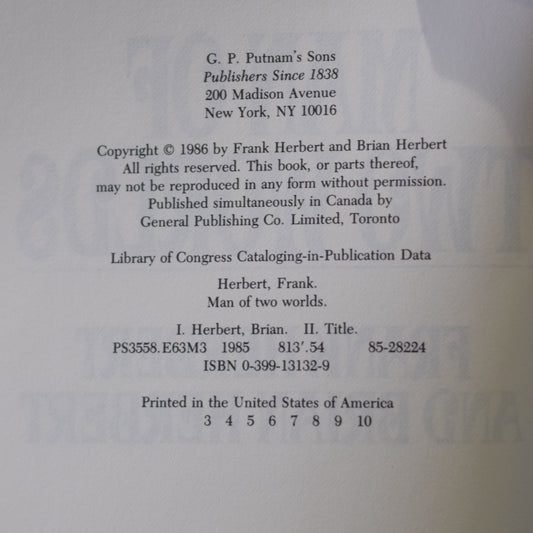 G. P. Putnam's Sons
Publishers Since 1838
200 Madison Avenue
New York, NY 10016
Copyright © 1986 by Frank Herbert and Brian Herbert
All rights reserved. This book, or parts thereof,
may not be reproduced in any form without permission.
Published simultaneously in Canada by
General Publishing Co. Limited, Toronto
Library of Congress Cataloging-in-Publication Data
Herbert, Frank.
Man of two worlds.
I. Herbert, Brian. II. Title.
PS3558.E63M3 1985 813'.54 85-28224
ISBN 0-399-13132-9
Printed in the United States of America
3 4 5 6 7 8 9 10